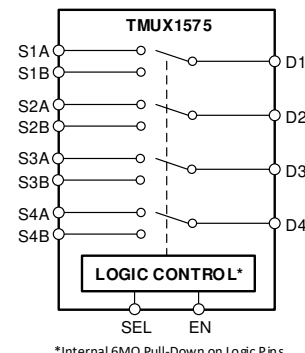 TMUX1575
S1A
S1B
D1
S2A
S2B
D2
S3A
S3B
D3
S4A
S4B
D4
LOGIC CONTROL*
SEL EN
*Internal 6MΩ Pull-Down on Logic Pins